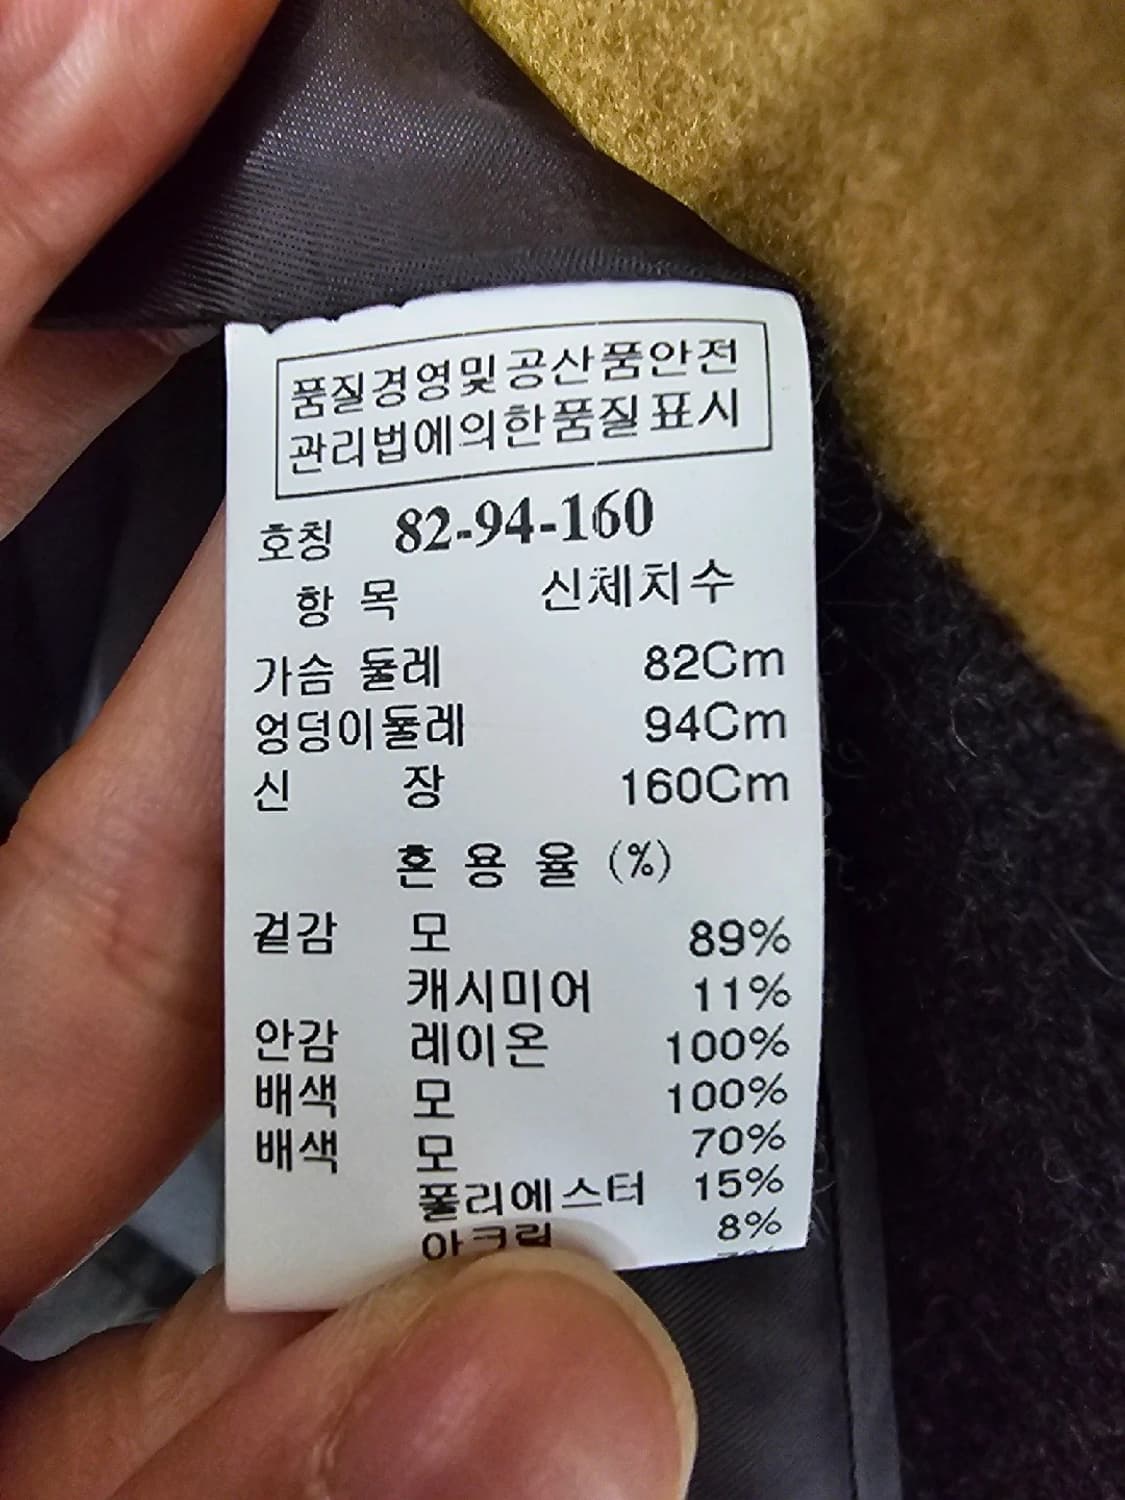 품질경영및공산품안전
관리법에의한품질표시
호칭 82-94-160
항 목 신체치수
가슴 둘레 82Cm
엉덩이둘레 94Cm
신 장 160Cm
혼 용 율 (%)
겉감 모 89%
캐시미어 11%
안감 레이온 100%
배색 모 100%
배색 모 70%
폴리에스터 15%
아크릴 8%